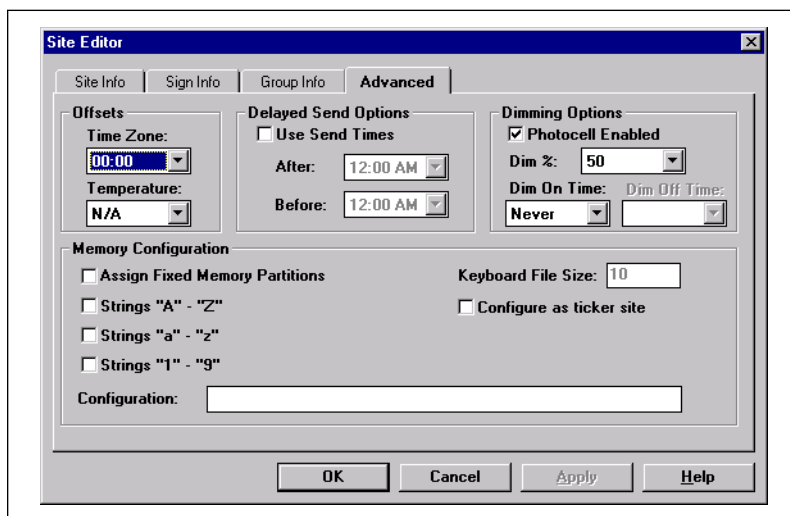 Site Editor
Site Info
Sign Info
Group Info
Advanced
Offsets
Time Zone:
00:00
Temperature:
N/A
Delayed Send Options
Use Send Times
After: 12:00 AM
Before: 12:00 AM
Dimming Options
Photocell Enabled
Dim %: 50
Dim On Time: Dim Off Time:
Never
Memory Configuration
Assign Fixed Memory Partitions
Keyboard File Size: 10
Strings "A" - "Z"
Configure as ticker site
Strings "a" - "z"
Strings "1" - "9"
Configuration:
OK
Cancel
Apply
Help